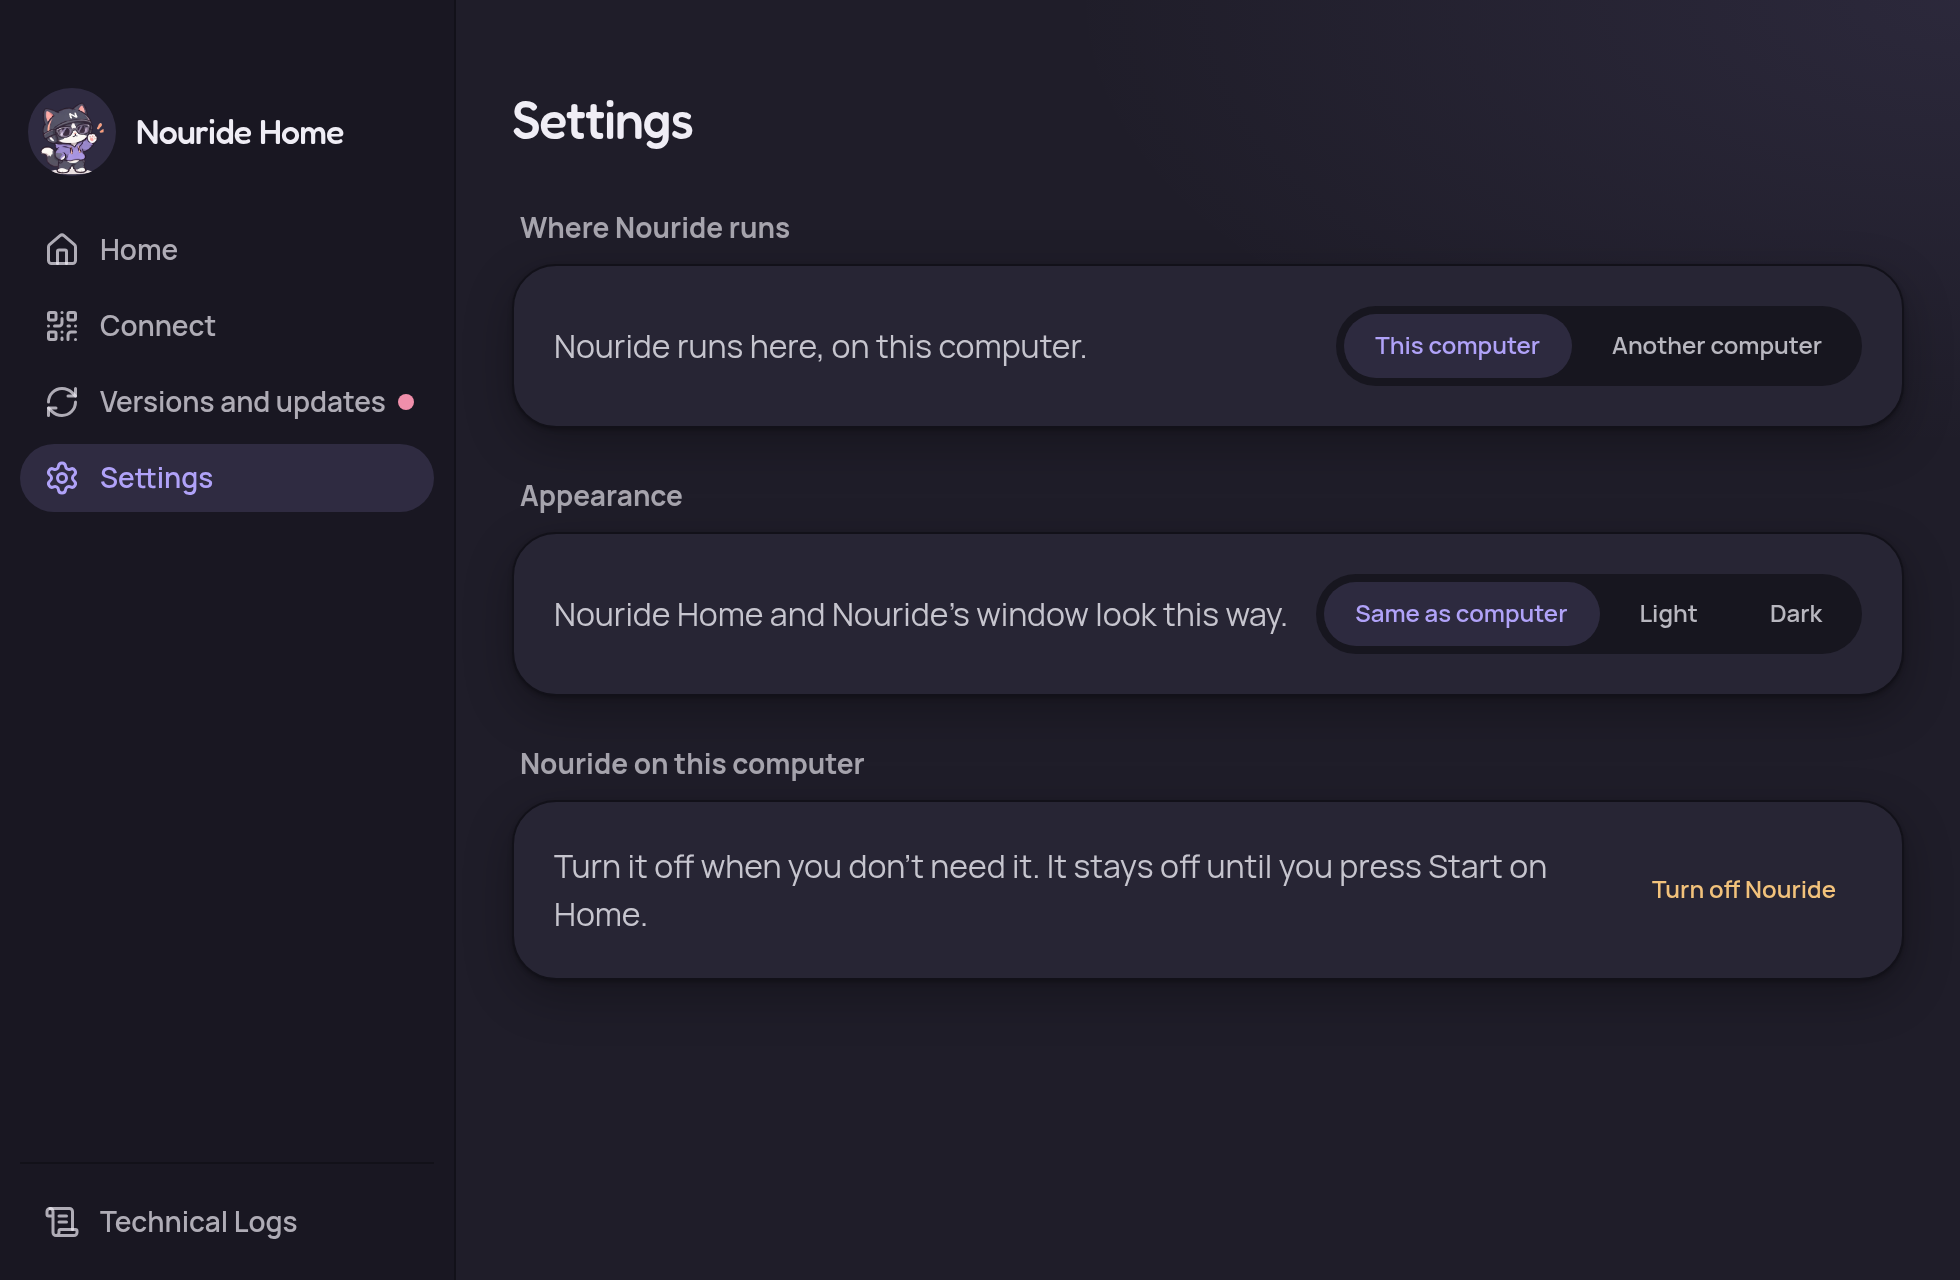 Nouride Home
Home
Connect
Versions and updates
Settings
Technical Logs
Settings
Where Nouride runs
Nouride runs here, on this computer.
This computer
Another computer
Appearance
Nouride Home and Nouride’s window look this way.
Same as computer
Light
Dark
Nouride on this computer
Turn it off when you don’t need it. It stays off until you press Start on
Home.
Turn off Nouride